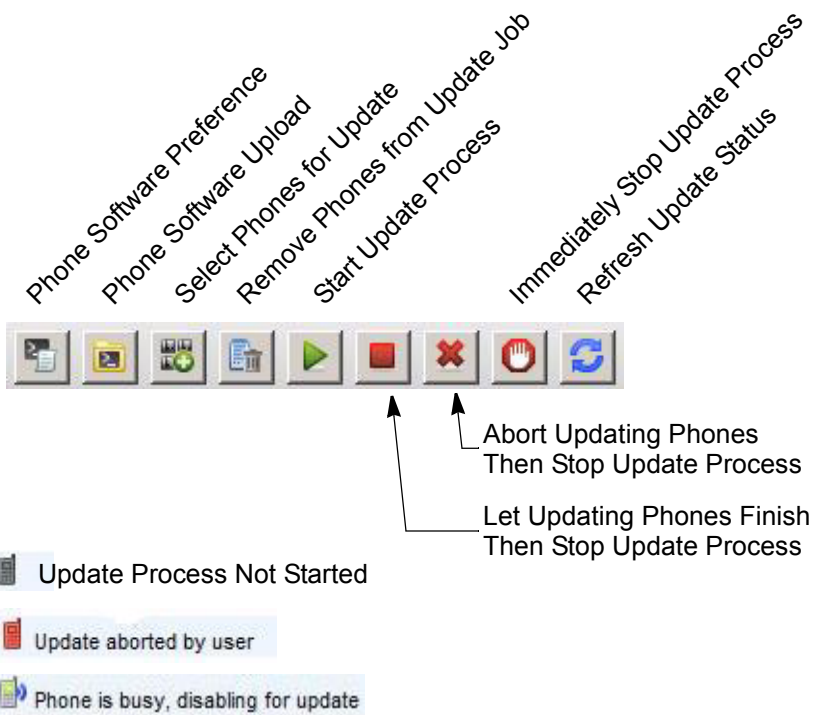 Phone Software Preference
Phone Software Upload
Select Phones for Update
Remove Phones from Update Job
Start Update Process
Immediately Stop Update Process
Refresh Update Status
Abort Updating Phones
Then Stop Update Process
Let Updating Phones Finish
Then Stop Update Process
Update Process Not Started
Update aborted by user
Phone is busy, disabling for update